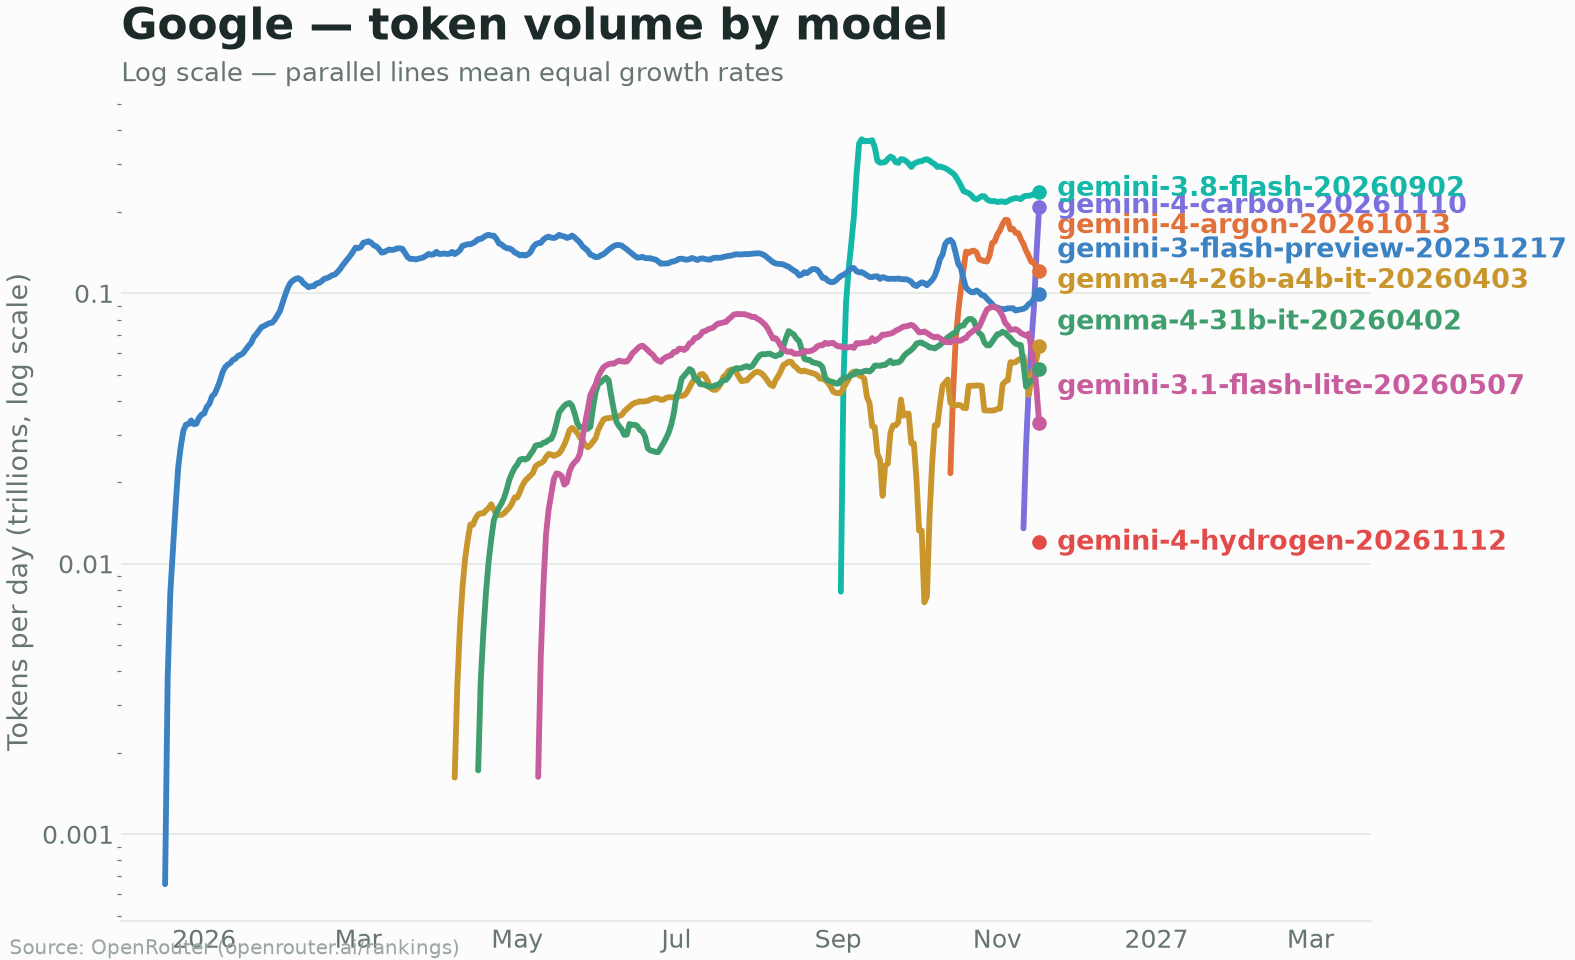 Google — token volume by model
Log scale — parallel lines mean equal growth rates
Tokens per day (trillions, log scale)
0.1
0.01
0.001
gemini-3.8-flash-20260902
gemini-4-carbon-20261110
gemini-4-argon-20261013
gemini-3-flash-preview-20251217
gemma-4-26b-a4b-it-20260403
gemma-4-31b-it-20260402
gemini-3.1-flash-lite-20260507
gemini-4-hydrogen-20261112
2026 Mar May Jul Sep Nov 2027 Mar
Source: OpenRouter (openrouter.ai/rankings)